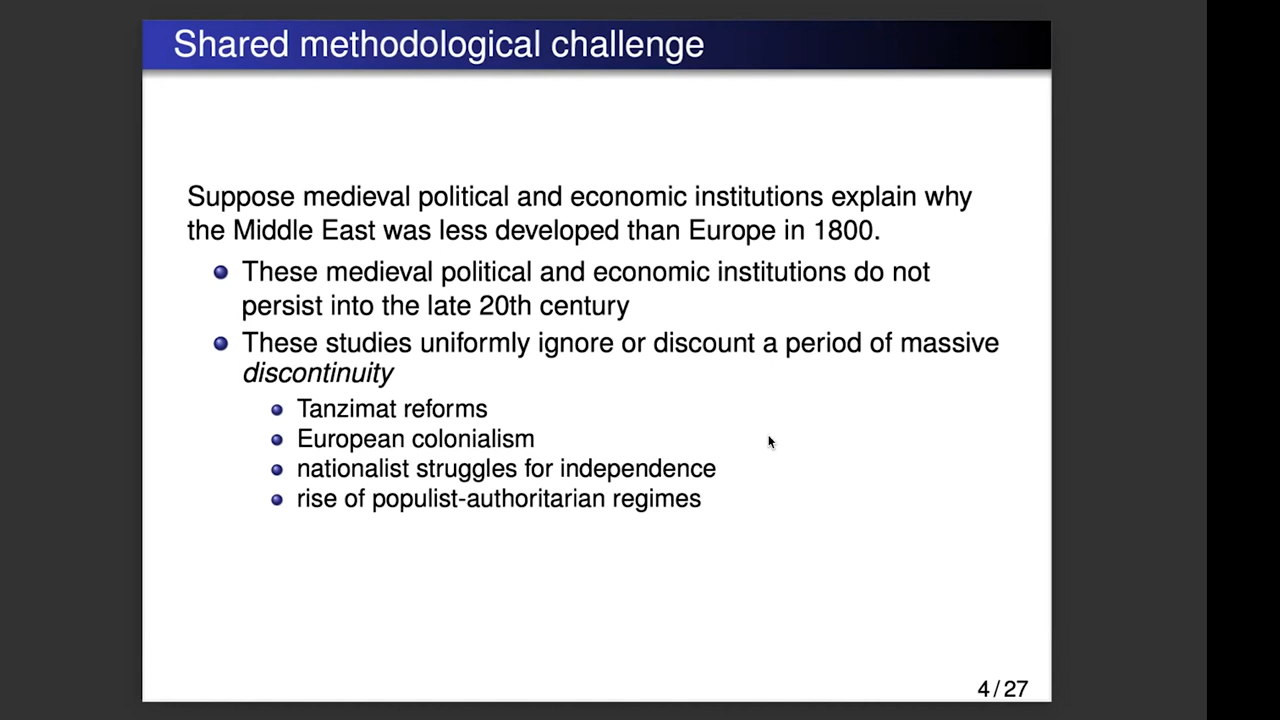 Shared methodological challenge
Suppose medieval political and economic institutions explain why
the Middle East was less developed than Europe in 1800.
These medieval political and economic institutions do not
persist into the late 20th century
These studies uniformly ignore or discount a period of massive
discontinuity
Tanzimat reforms
European colonialism
nationalist struggles for independence
rise of populist-authoritarian regimes
4 / 27